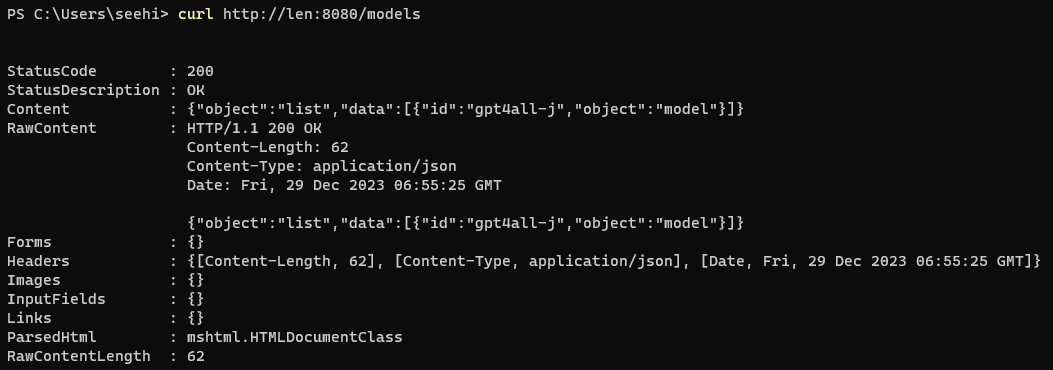 PS C:\Users\seehi> curl http://len:8080/models
StatusCode        : 200
StatusDescription : OK
Content           : {"object":"list","data":[{"id":"gpt4all-j","object":"model"}]}
RawContent        : HTTP/1.1 200 OK
                    Content-Length: 62
                    Content-Type: application/json
                    Date: Fri, 29 Dec 2023 06:55:25 GMT

                    {"object":"list","data":[{"id":"gpt4all-j","object":"model"}]}
Forms             : {}
Headers           : {[Content-Length, 62], [Content-Type, application/json], [Date, Fri, 29 Dec 2023 06:55:25 GMT]}
Images            : {}
InputFields       : {}
Links             : {}
ParsedHtml        : mshtml.HTMLDocumentClass
RawContentLength  : 62